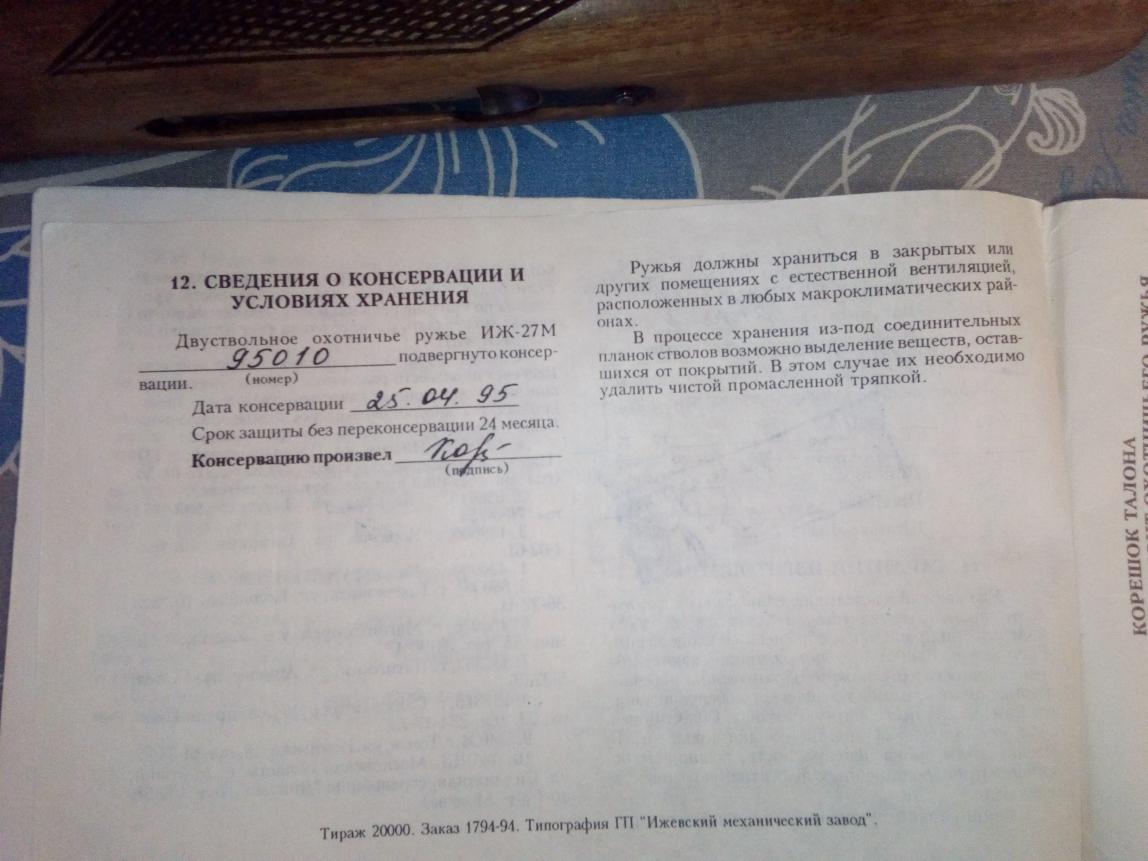 12. СВЕДЕНИЯ О КОНСЕРВАЦИИ И
УСЛОВИЯХ ХРАНЕНИЯ
Двуствольное охотничье ружье ИЖ-27М
95010 подвергнуто консер-
вации. (номер)
Дата консервации 25.04.95
Срок защиты без переконсервации 24 месяца.
Консервацию произвел
(подпись)
Ружья должны храниться в закрытых или
других помещениях с естественной вентиляцией,
расположенных в любых макроклиматических рай-
онах.
В процессе хранения из-под соединительных
планок стволов возможно выделение веществ, остав-
шихся от покрытий. В этом случае их необходимо
удалить чистой промасленной тряпкой.
Тираж 20000. Заказ 1794-94. Типография ГП "Ижевский механический завод".
КОРЕШОК ТАЛОНА